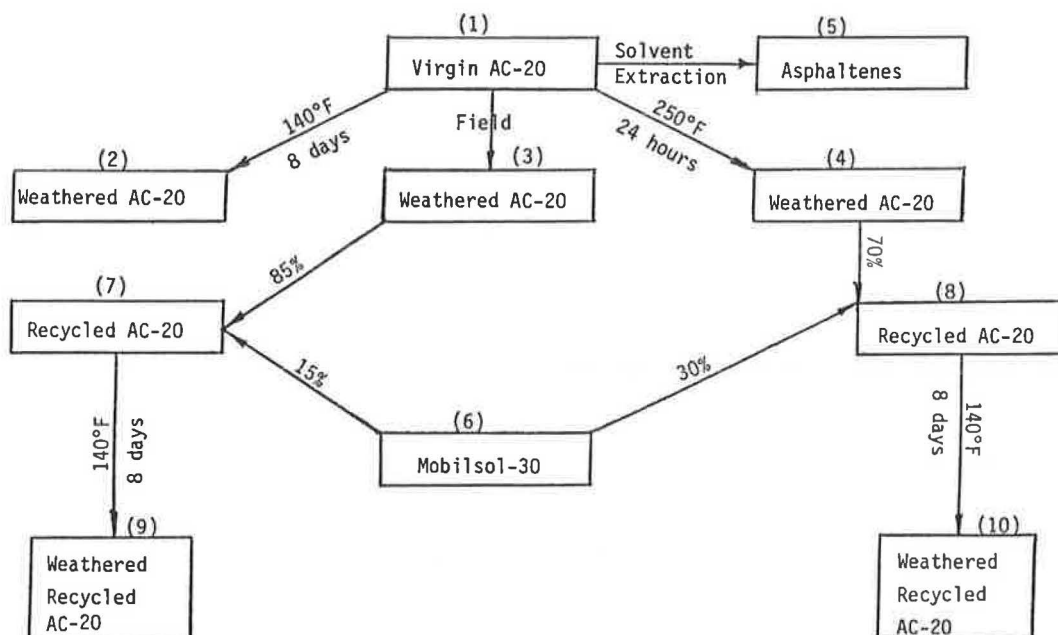 (1)
Virgin AC-20
Solvent
Extraction
(5)
Asphaltenes
140°F
8 days
Field
250°F
24 hours
(2)
Weathered AC-20
(3)
Weathered AC-20
(4)
Weathered AC-20
85%
70%
(7)
Recycled AC-20
(8)
Recycled AC-20
15%
30%
(6)
Mobilsol-30
140°F
8 days
140°F
8 days
(9)
Weathered
Recycled
AC-20
(10)
Weathered
Recycled
AC-20